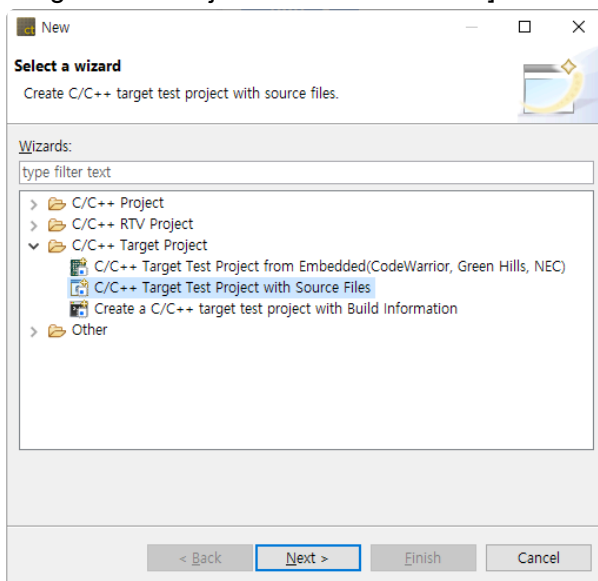 New
Select a wizard
Create C/C++ target test project with source files.
Wizards:
type filter text
C/C++ Project
C/C++ RTV Project
C/C++ Target Project
C/C++ Target Test Project from Embedded(CodeWarrior, Green Hills, NEC)
C/C++ Target Test Project with Source Files
Create a C/C++ target test project with Build Information
Other
< Back Next > Finish Cancel